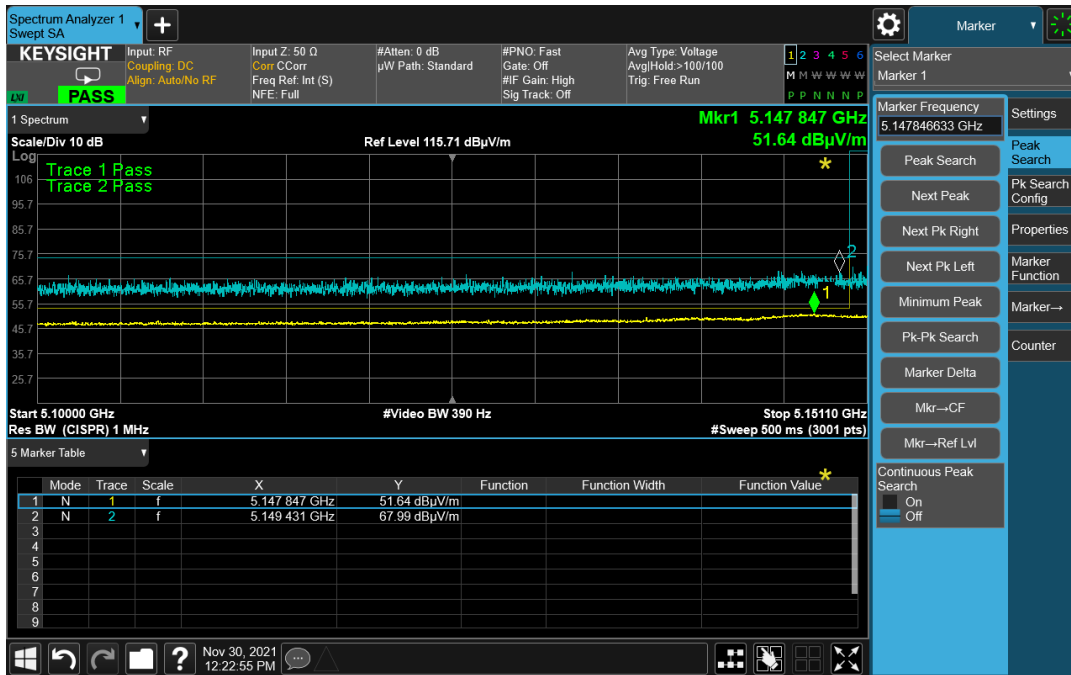 Spectrum Analyzer 1
Swept SA
Marker
KEYSIGHT
LXI
PASS
Input: RF
Coupling: DC
Align: Auto/No RF
Input Z: 50 Ω
Corr CCorr
Freq Ref: Int (S)
NFE: Full
#Atten: 0 dB
µW Path: Standard
#PNO: Fast
Gate: Off
#IF Gain: High
Sig Track: Off
Avg Type: Voltage
Avg|Hold:>100/100
Trig: Free Run
1 2 3 4 5 6
M M W W W W
P P N N N P
Select Marker
Marker 1
1 Spectrum
Mkr1 5.147 847 GHz
Scale/Div 10 dB
Ref Level 115.71 dBµV/m
51.64 dBµV/m
Log
Trace 1 Pass
Trace 2 Pass
106
95.7
85.7
75.7
65.7
55.7
45.7
35.7
25.7
2
1
Start 5.10000 GHz
#Video BW 390 Hz
Stop 5.15110 GHz
Res BW (CISPR) 1 MHz
#Sweep 500 ms (3001 pts)
5 Marker Table
Mode Trace Scale X Y Function Function Width Function Value
1 N 1 f 5.147 847 GHz 51.64 dBµV/m
2 N 2 f 5.149 431 GHz 67.99 dBµV/m
3
4
5
6
7
8
9
Marker Frequency
5.147846633 GHz
Peak Search
Next Peak
Next Pk Right
Next Pk Left
Minimum Peak
Pk-Pk Search
Marker Delta
Mkr→CF
Mkr→Ref Lvl
Continuous Peak
Search
On
Off
Settings
Peak
Search
Pk Search
Config
Properties
Marker
Function
Marker→
Counter
Nov 30, 2021
12:22:55 PM